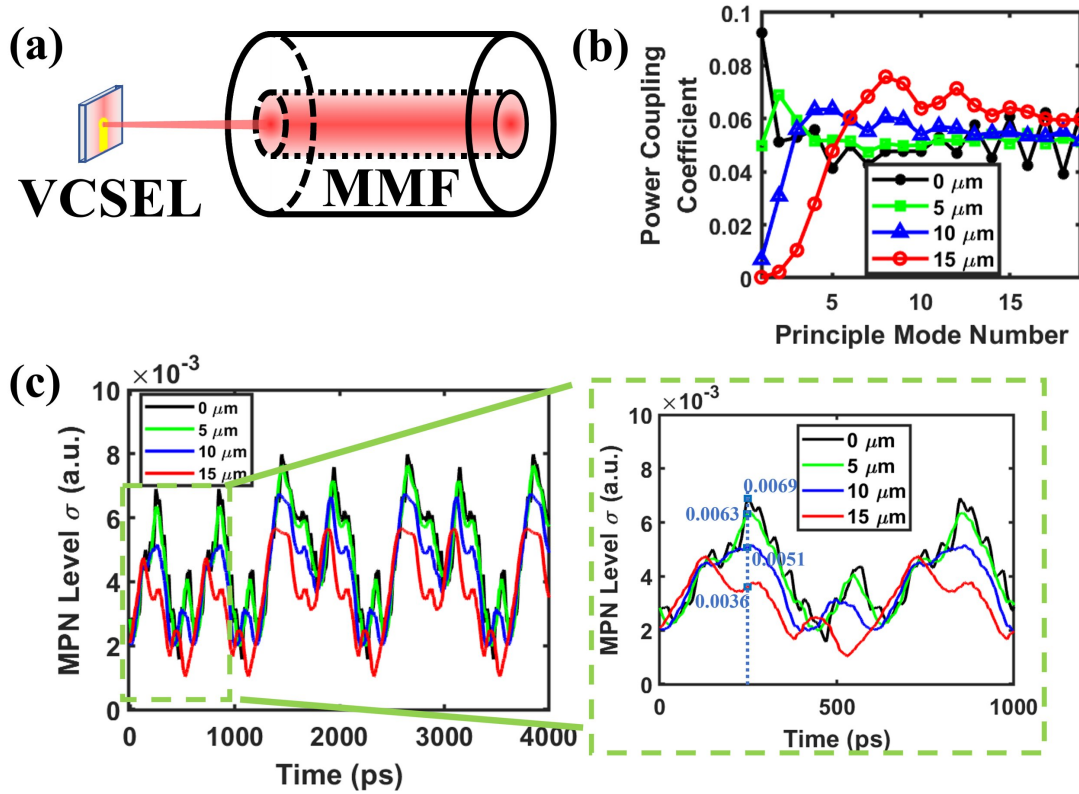 (a)
VCSEL
MMF
(b)
Power Coupling
Coefficient
0.1
0.08
0.06
0.04
0.02
0
5
10
15
Principle Mode Number
0 μm
5 μm
10 μm
15 μm
(c)
×10⁻³
MPN Level σ (a.u.)
10
8
6
4
2
0
0
1000
2000
3000
4000
Time (ps)
0 μm
5 μm
10 μm
15 μm
×10⁻³
MPN Level σ (a.u.)
10
8
6
4
2
0
0
500
1000
Time (ps)
0 μm
5 μm
10 μm
15 μm
0.0069
0.0063
0.0051
0.0036